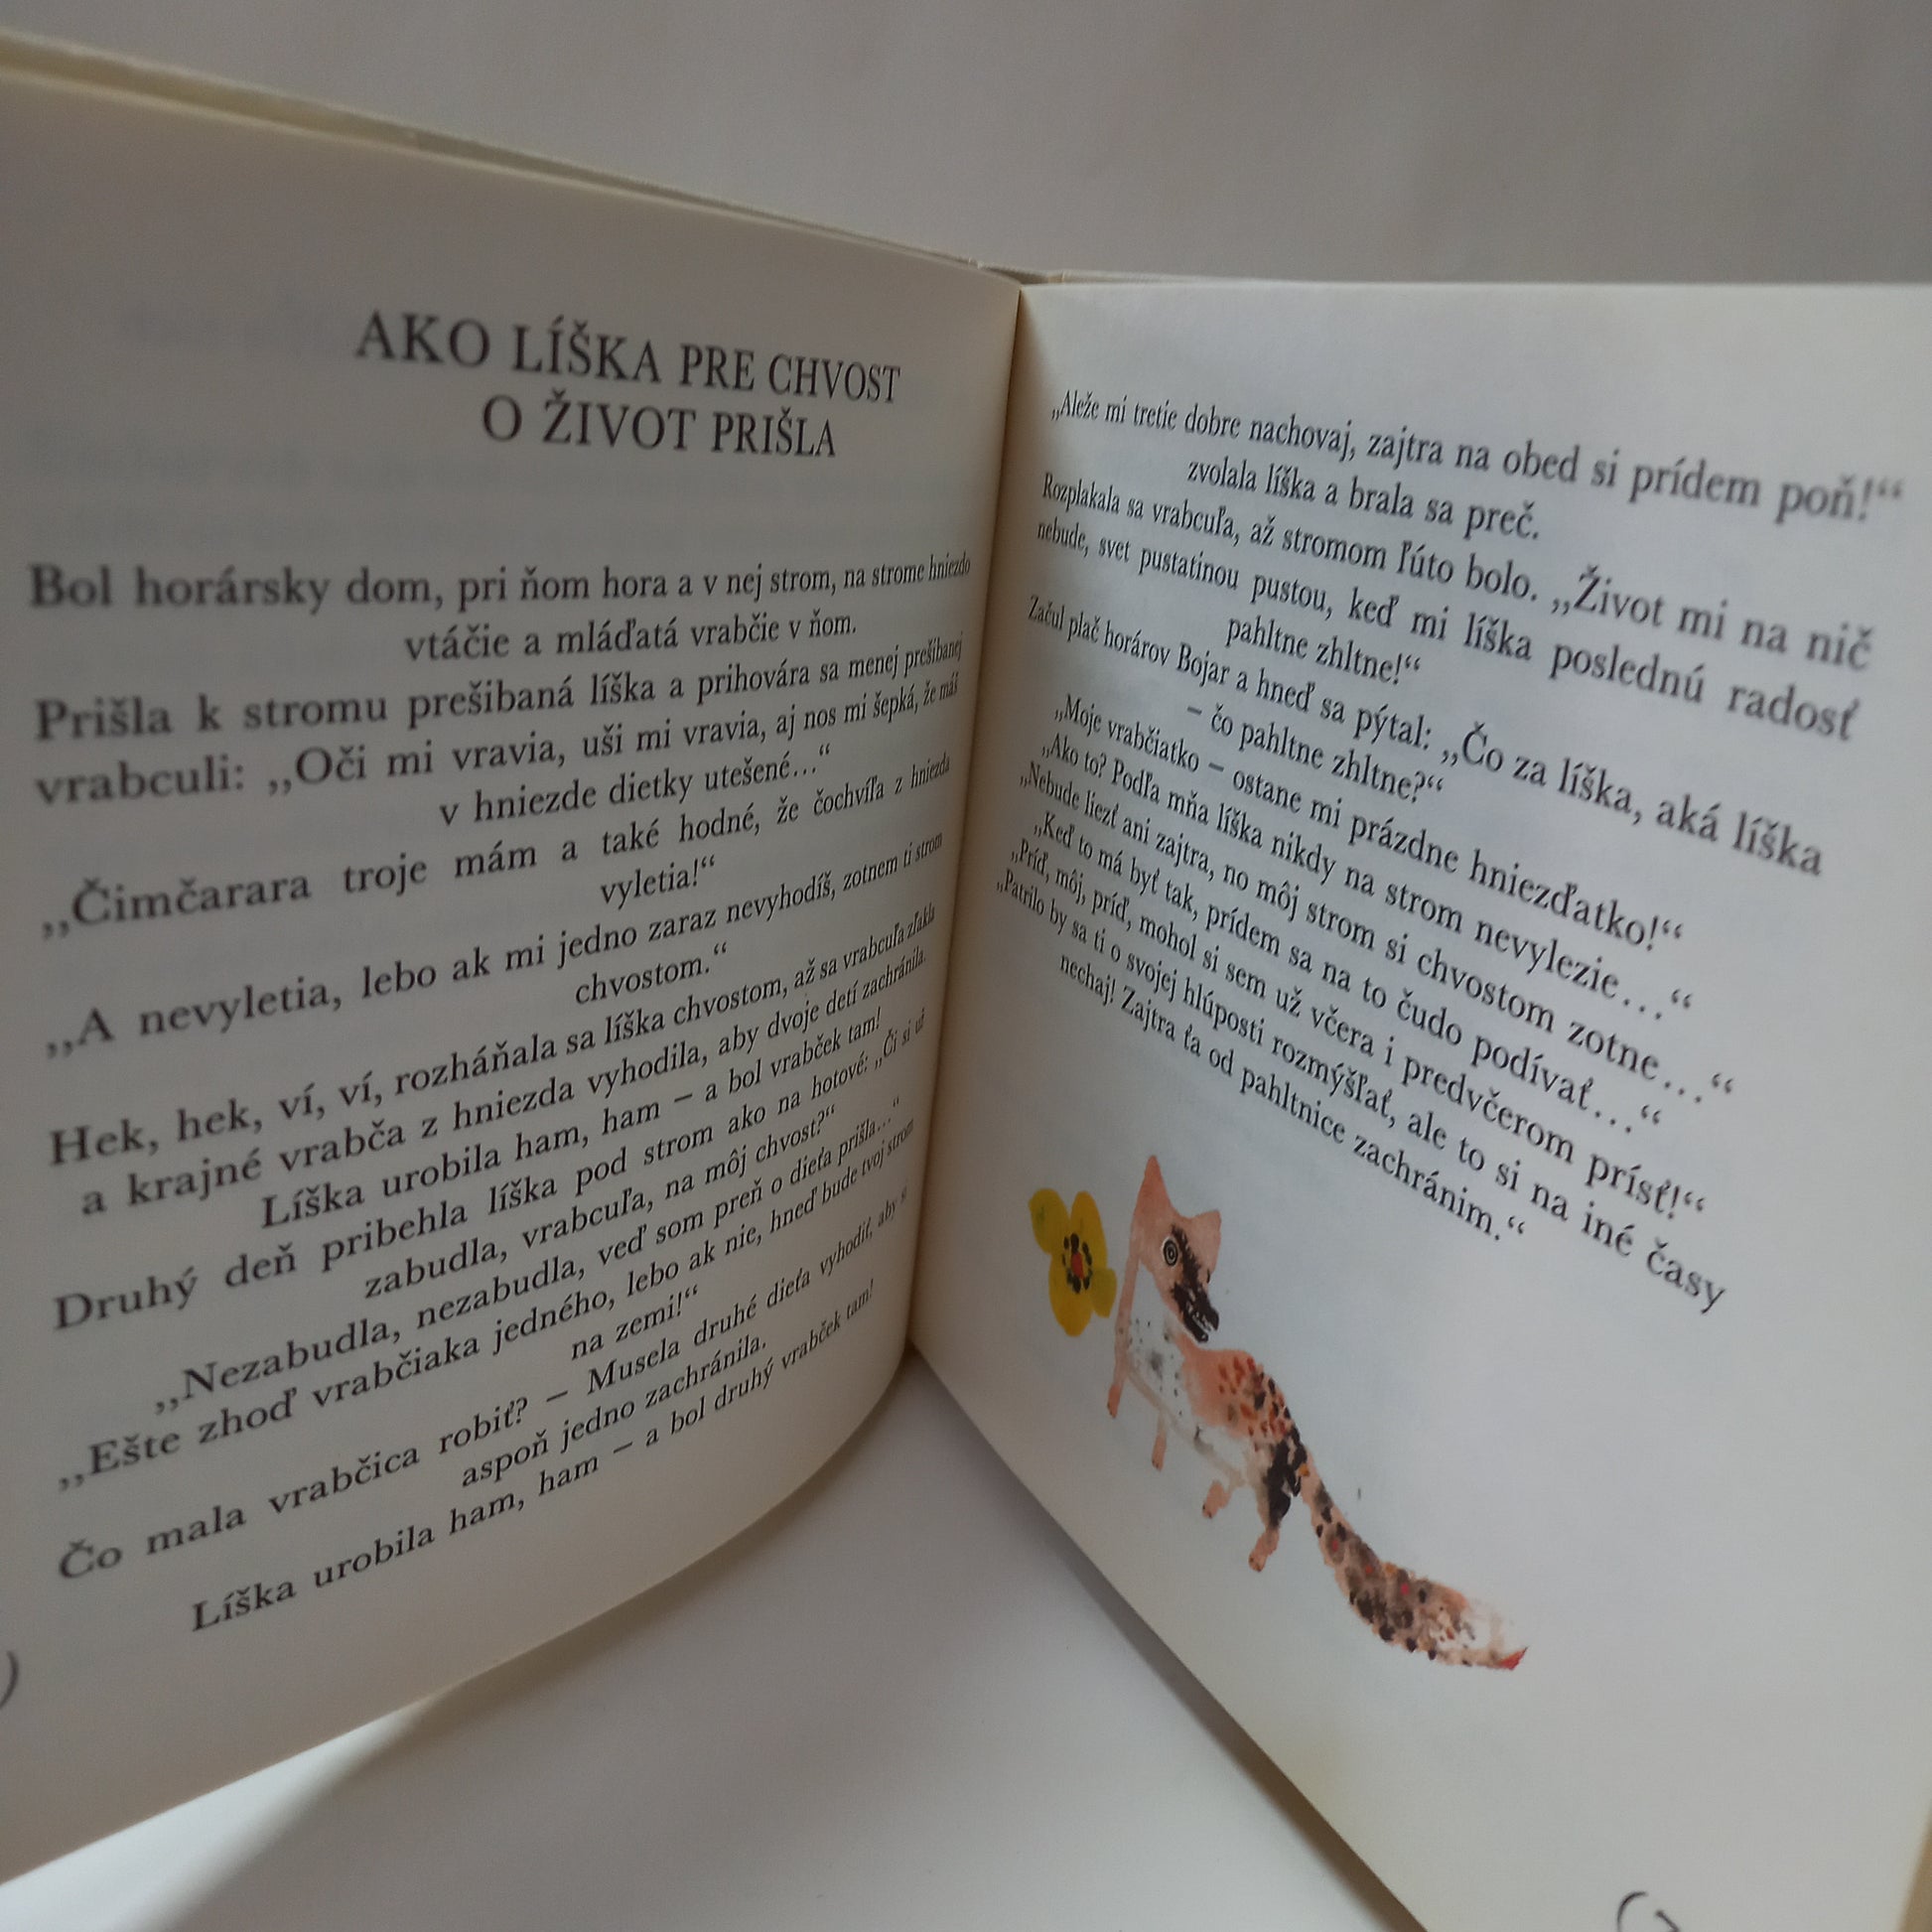 AKO LÍŠKA PRE CHVOST
O ŽIVOT PRIŠLA
Bol horársky dom, pri ňom hora a v nej strom, na strome hniezdo
vtáčie a mláďatá vrabčie v ňom.
Prišla k stromu prešibaná líška a prihovára sa menej prešibanej
vrabculi: „Oči mi vravia, uši mi vravia, aj nos mi šepká, že máš
v hniezde dietky utešené...“
„Čimčarara troje mám a také hodné, že čochvíľa z hniezda
vyletia!“
„A nevyletia, lebo ak mi jedno zaraz nevyhodíš, zotnem ti strom
chvostom.“
Hek, hek, ví, ví, rozháňala sa líška chvostom, až sa vrabcuľa zľakla
a krajné vrabča z hniezda vyhodila, aby dvoje detí zachránila.
Líška urobila ham, ham – a bol vrabček tam!
Druhý deň pribehla líška pod strom ako na hotové: „Či si už
zabudla, vrabcuľa, na môj chvost?“
„Nezabudla, nezabudla, veď som preň o dieťa prišla...“
„Ešte zhoď vrabčiaka jedného, lebo ak nie, hneď bude tvoj strom
na zemi!“
Čo mala vrabčica robiť? – Musela druhé dieťa vyhodiť, aby si
aspoň jedno zachránila.
Líška urobila ham, ham – a bol druhý vrabček tam!
„Aleže mi tretie dobre nachovaj, zajtra na obed si prídem poň!“
zvolala líška a brala sa preč.
Rozplakala sa vrabcuľa, až stromom ľúto bolo. „Život mi na nič
nebude, svet pustatinou pustou, keď mi líška poslednú radosť
pahltne zhltne!“
Začul plač horárov Bojar a hneď sa pýtal: „Čo za líška, aká líška
– čo pahltne zhltne?“
„Moje vrabčiatko – ostane mi prázdne hniezďatko!“
„Ako to? Podľa mňa líška nikdy na strom nevylezie...“
„Nebude liezť ani zajtra, no môj strom si chvostom zotne...“
„Keď to má byť tak, prídem sa na to čudo podívať...“
„Príď, môj, príď, mohol si sem už včera i predvčerom prísť!“
„Patrilo by sa ti o svojej hlúposti rozmýšľať, ale to si na iné časy
nechaj! Zajtra ťa od pahltnice zachránim.“